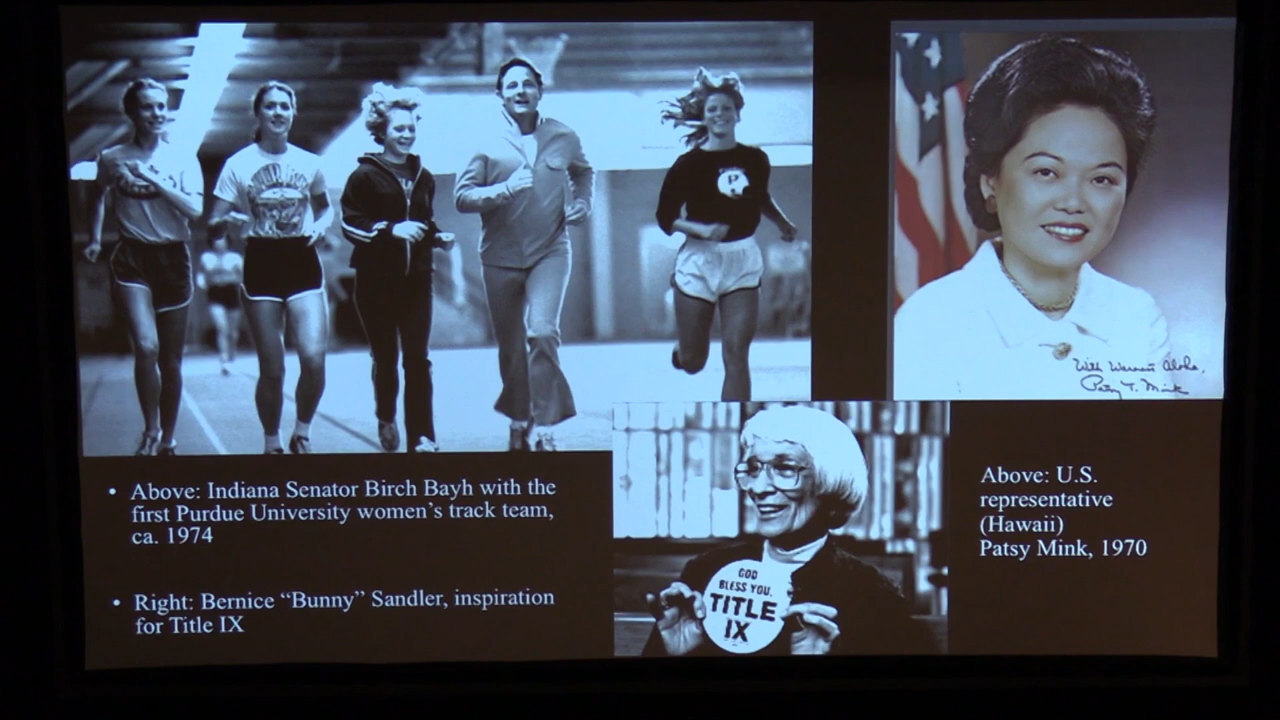 P
With Warmest Aloha,
Patsy T. Mink
• Above: Indiana Senator Birch Bayh with the
first Purdue University women’s track team,
ca. 1974
• Right: Bernice “Bunny” Sandler, inspiration
for Title IX
GOD
BLESS YOU,
TITLE
IX
Above: U.S.
representative
(Hawaii)
Patsy Mink, 1970